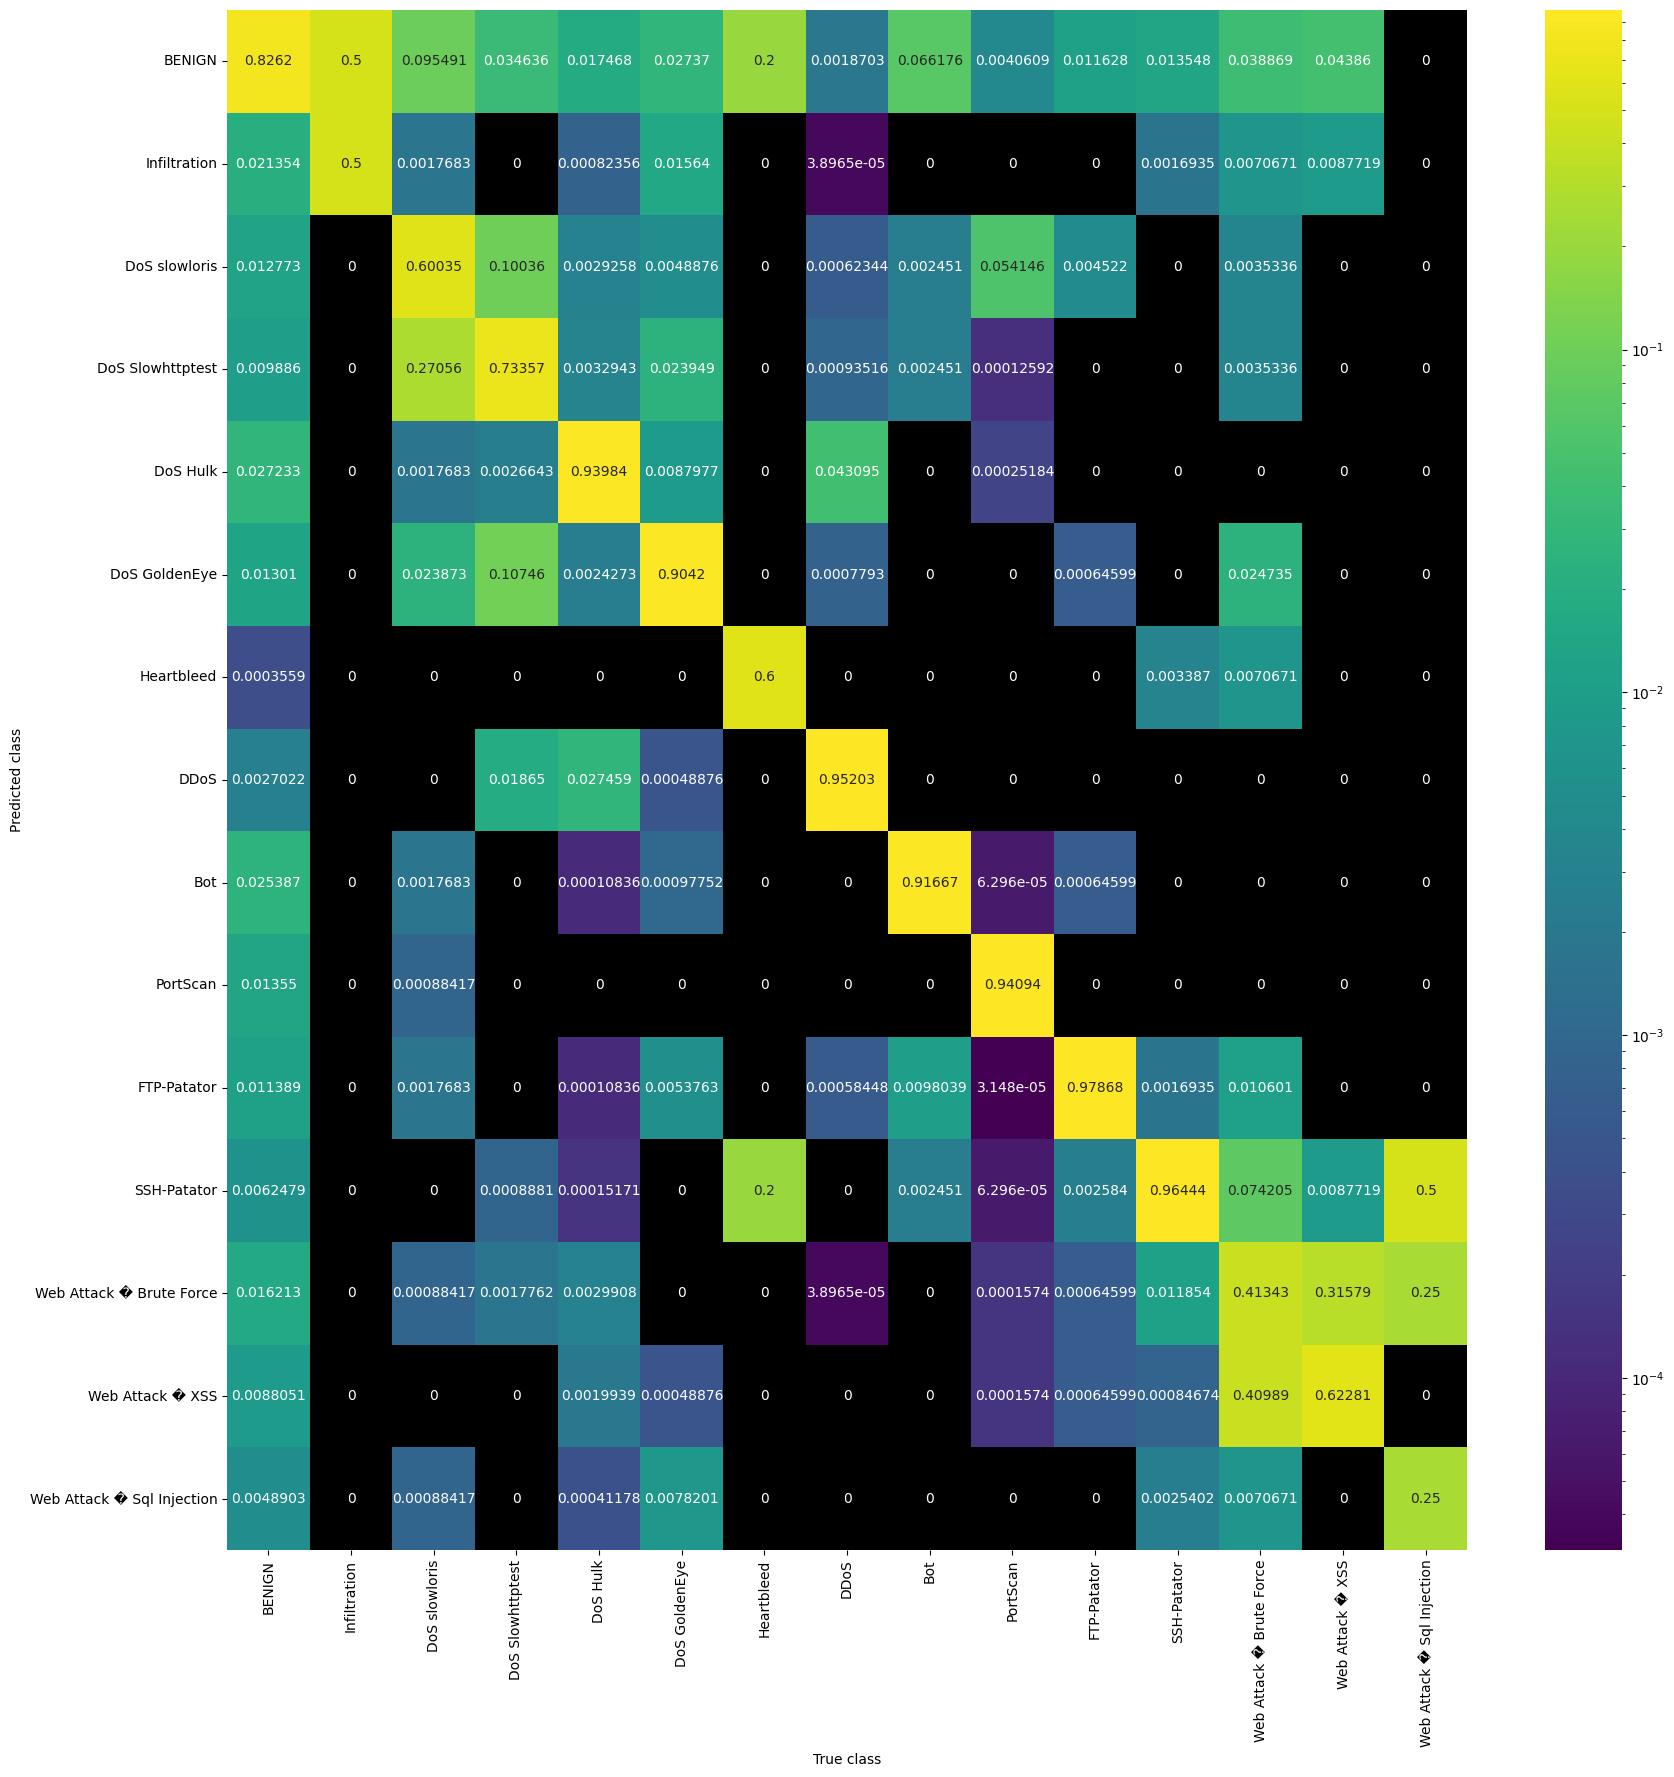 BENIGN 0.8262 0.5 0.095491 0.034636 0.017468 0.02737 0.2 0.0018703 0.066176 0.0040609 0.011628 0.013548 0.038869 0.04386 0
Infiltration 0.021354 0.5 0.0017683 0 0.00082356 0.01564 0 3.8965e-05 0 0 0 0.0016935 0.0070671 0.0087719 0
DoS slowloris 0.012773 0 0.60035 0.10036 0.0029258 0.0048876 0 0.00062344 0.002451 0.054146 0.004522 0 0.0035336 0 0
DoS Slowhttptest 0.009886 0 0.27056 0.73357 0.0032943 0.023949 0 0.00093516 0.002451 0.00012592 0 0 0.0035336 0 0
DoS Hulk 0.027233 0 0.0017683 0.0026643 0.93984 0.0087977 0 0.043095 0 0.00025184 0 0 0 0 0
DoS GoldenEye 0.01301 0 0.023873 0.10746 0.0024273 0.9042 0 0.0007793 0 0 0.00064599 0 0.024735 0 0
Heartbleed 0.0003559 0 0 0 0 0 0.6 0 0 0 0 0.003387 0.0070671 0 0
DDoS 0.0027022 0 0 0.01865 0.027459 0.00048876 0 0.95203 0 0 0 0 0 0 0
Bot 0.025387 0 0.0017683 0 0.00010836 0.00097752 0 0 0.91667 6.296e-05 0.00064599 0 0 0 0
PortScan 0.01355 0 0.00088417 0 0 0 0 0 0 0.94094 0 0 0 0 0
FTP-Patator 0.011389 0 0.0017683 0 0.00010836 0.0053763 0 0.00058448 0.0098039 3.148e-05 0.97868 0.0016935 0.010601 0 0
SSH-Patator 0.0062479 0 0 0.0008881 0.00015171 0 0.2 0 0.002451 6.296e-05 0.002584 0.96444 0.074205 0.0087719 0.5
Web Attack � Brute Force 0.016213 0 0.00088417 0.0017762 0.0029908 0 0 3.8965e-05 0 0.0001574 0.00064599 0.011854 0.41343 0.31579 0.25
Web Attack � XSS 0.0088051 0 0 0 0.0019939 0.00048876 0 0 0 0.0001574 0.00064599 0.00084674 0.40989 0.62281 0
Web Attack � Sql Injection 0.0048903 0 0.00088417 0 0.00041178 0.0078201 0 0 0 0 0 0.0025402 0.0070671 0 0.25
Predicted class
BENIGN
Infiltration
DoS slowloris
DoS Slowhttptest
DoS Hulk
DoS GoldenEye
Heartbleed
DDoS
Bot
PortScan
FTP-Patator
SSH-Patator
Web Attack � Brute Force
Web Attack � XSS
Web Attack � Sql Injection
True class
10⁻¹
10⁻²
10⁻³
10⁻⁴